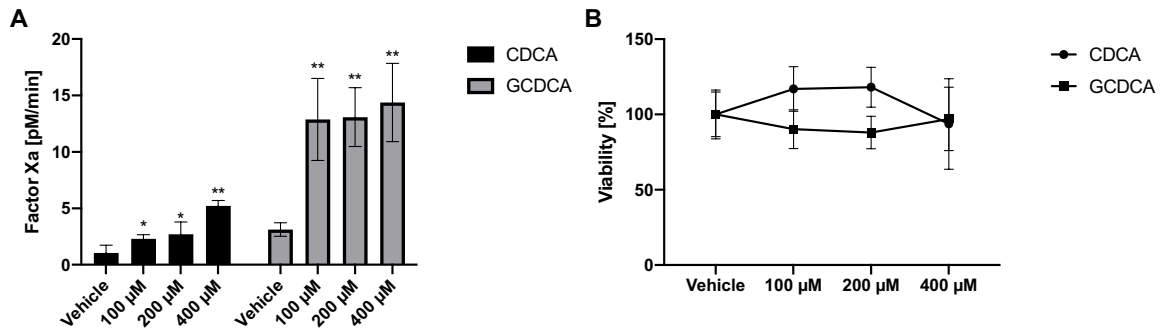 A
Factor Xa [pM/min]
20
15
10
5
0
* * ** ** ** **
Vehicle
100 µM
200 µM
400 µM
Vehicle
100 µM
200 µM
400 µM
CDCA
GCDCA
B
Viability [%]
150
100
50
0
Vehicle 100 µM 200 µM 400 µM
CDCA
GCDCA